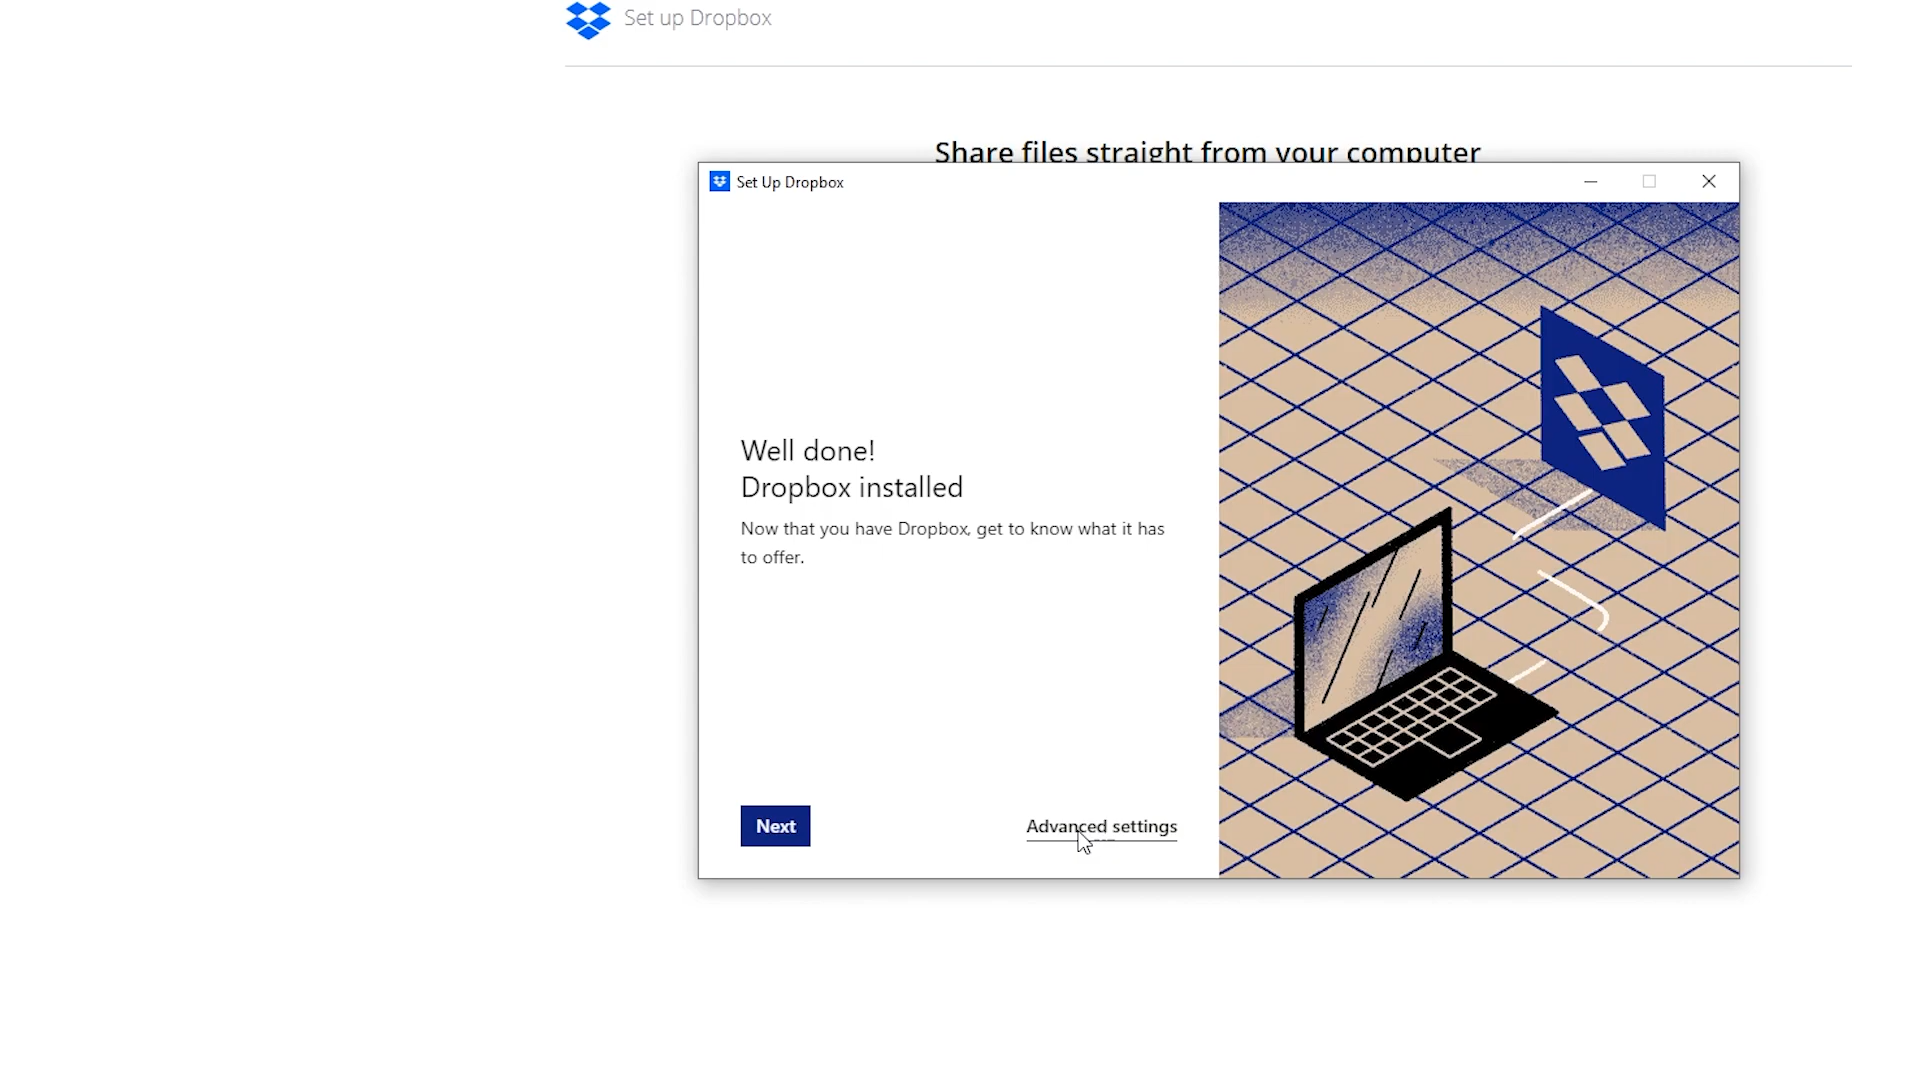 Set up Dropbox
Share files straight from your computer
Set Up Dropbox
Well done!
Dropbox installed
Now that you have Dropbox, get to know what it has
to offer.
Next
Advanced settings